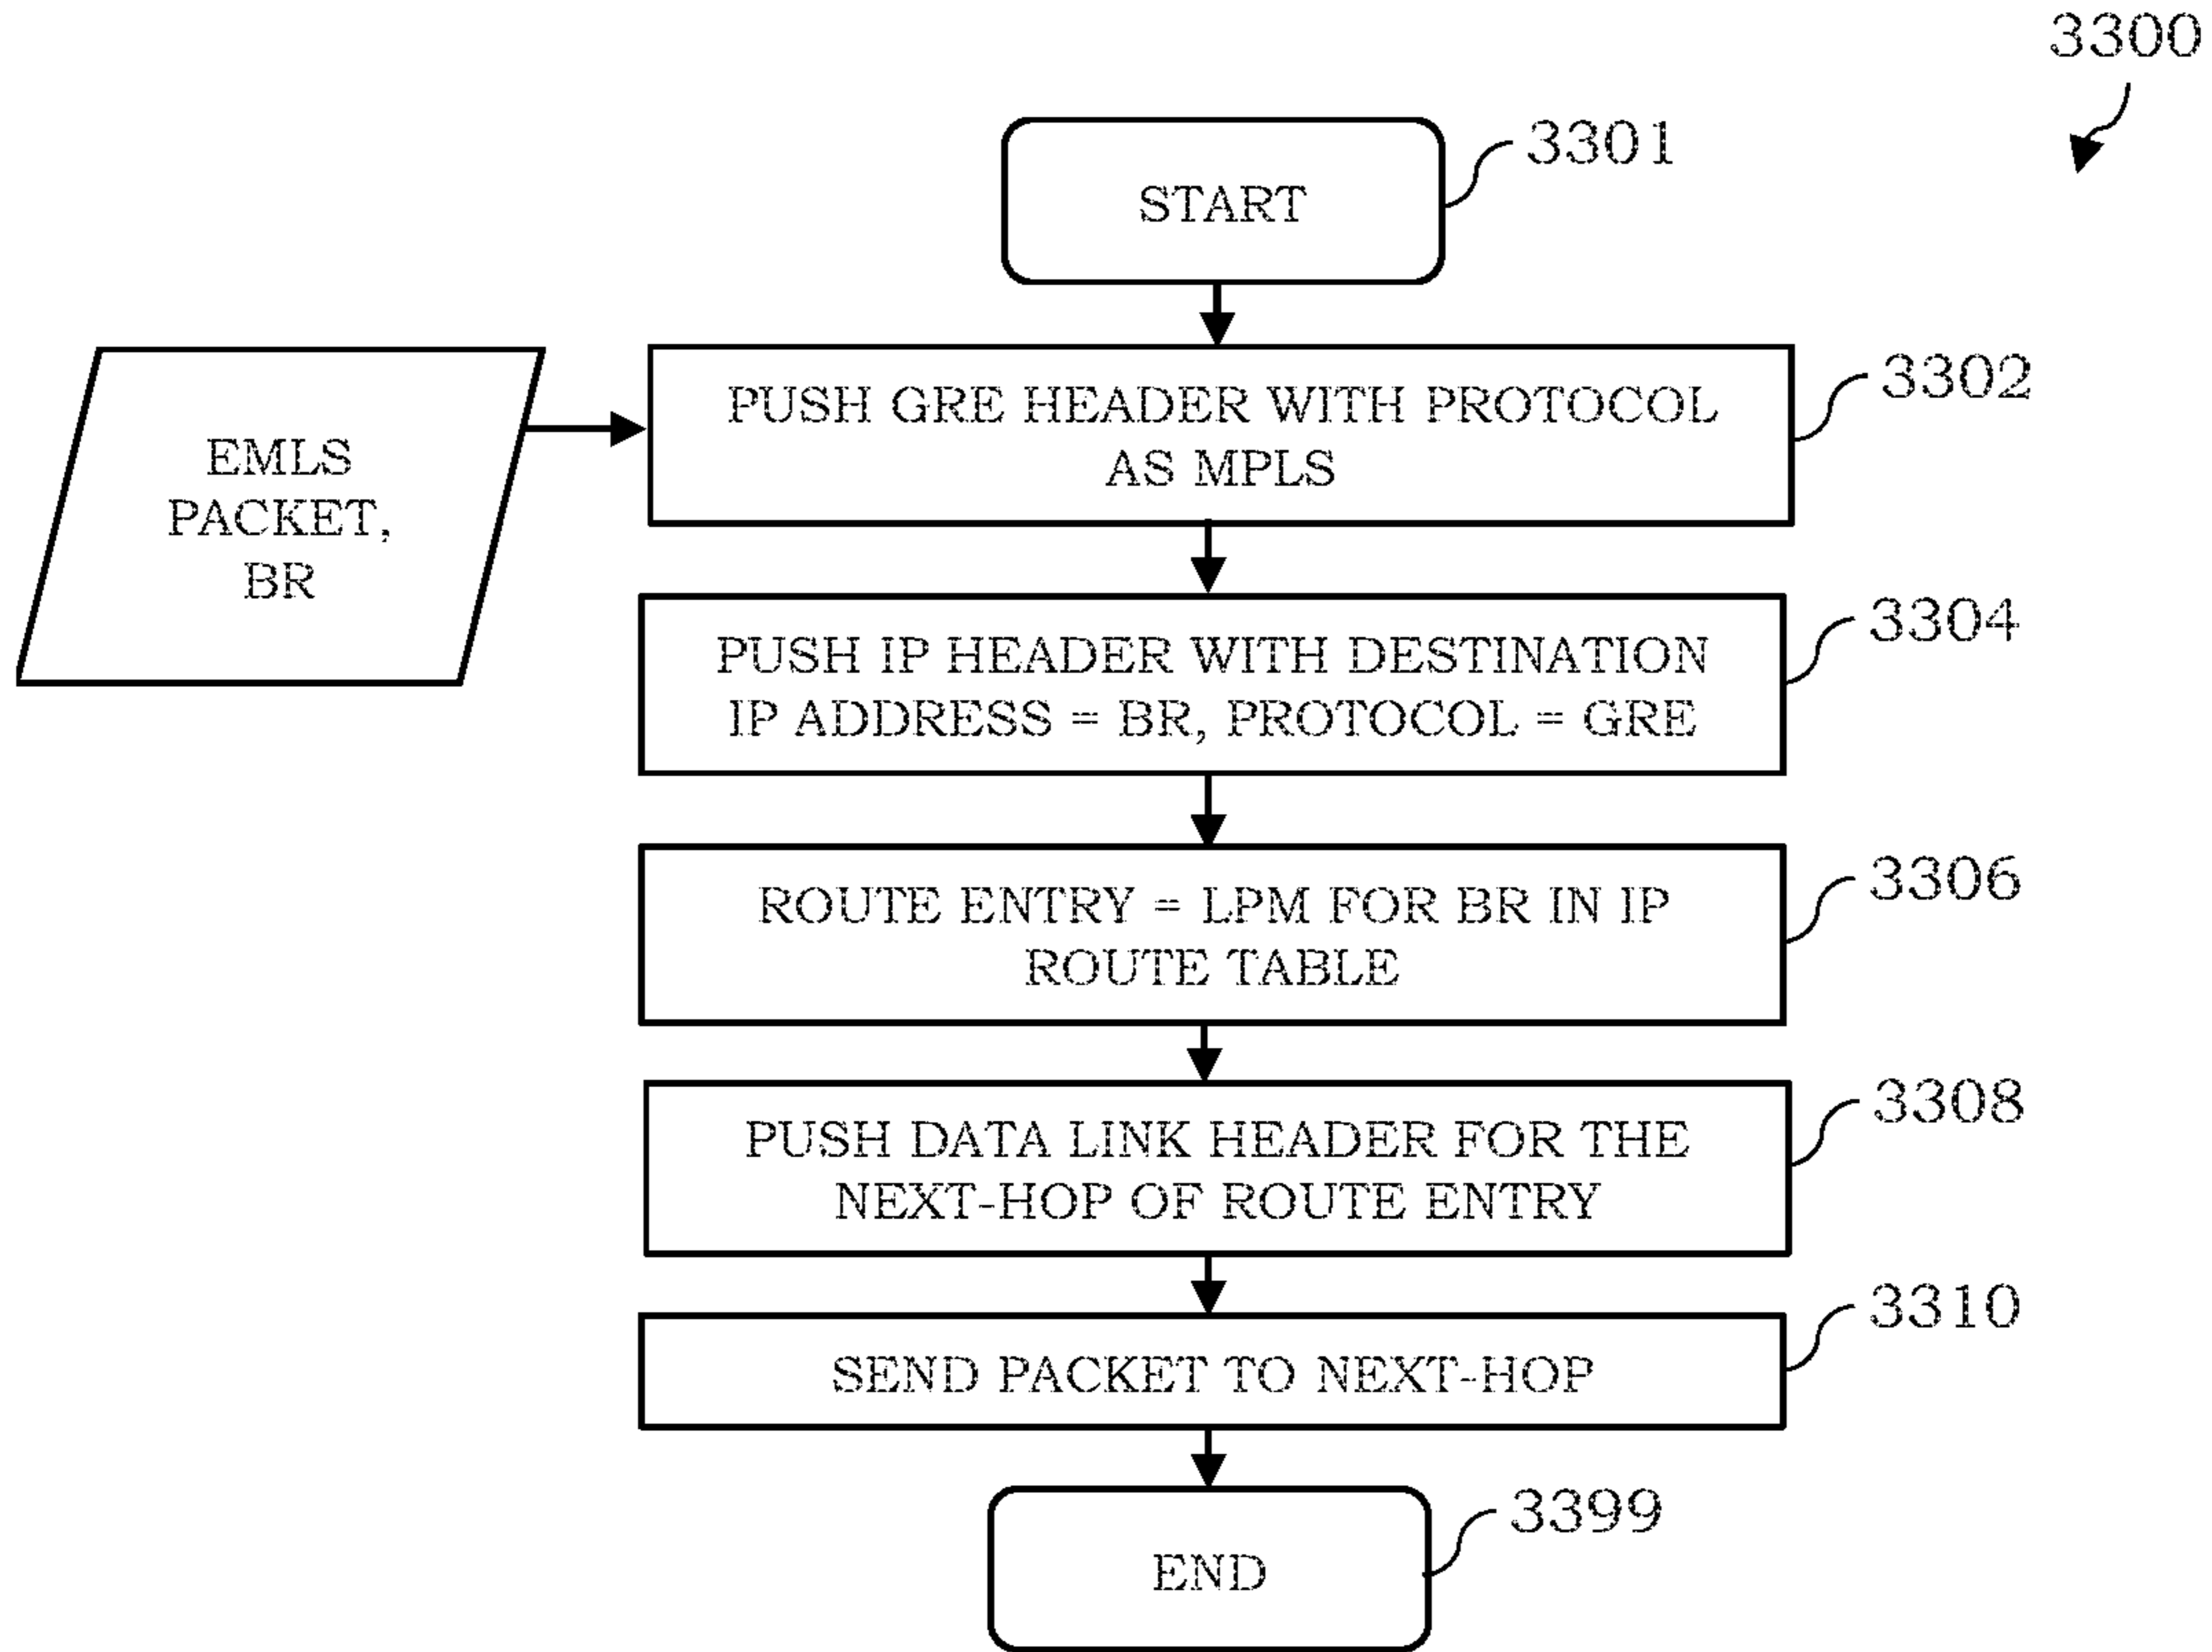 3300
START
3301
EMLS
PACKET,
BR
PUSH GRE HEADER WITH PROTOCOL
AS MPLS
3302
PUSH IP HEADER WITH DESTINATION
IP ADDRESS = BR, PROTOCOL = GRE
3304
ROUTE ENTRY = LPM FOR BR IN IP
ROUTE TABLE
3306
PUSH DATA LINK HEADER FOR THE
NEXT-HOP OF ROUTE ENTRY
3308
SEND PACKET TO NEXT-HOP
3310
END
3399